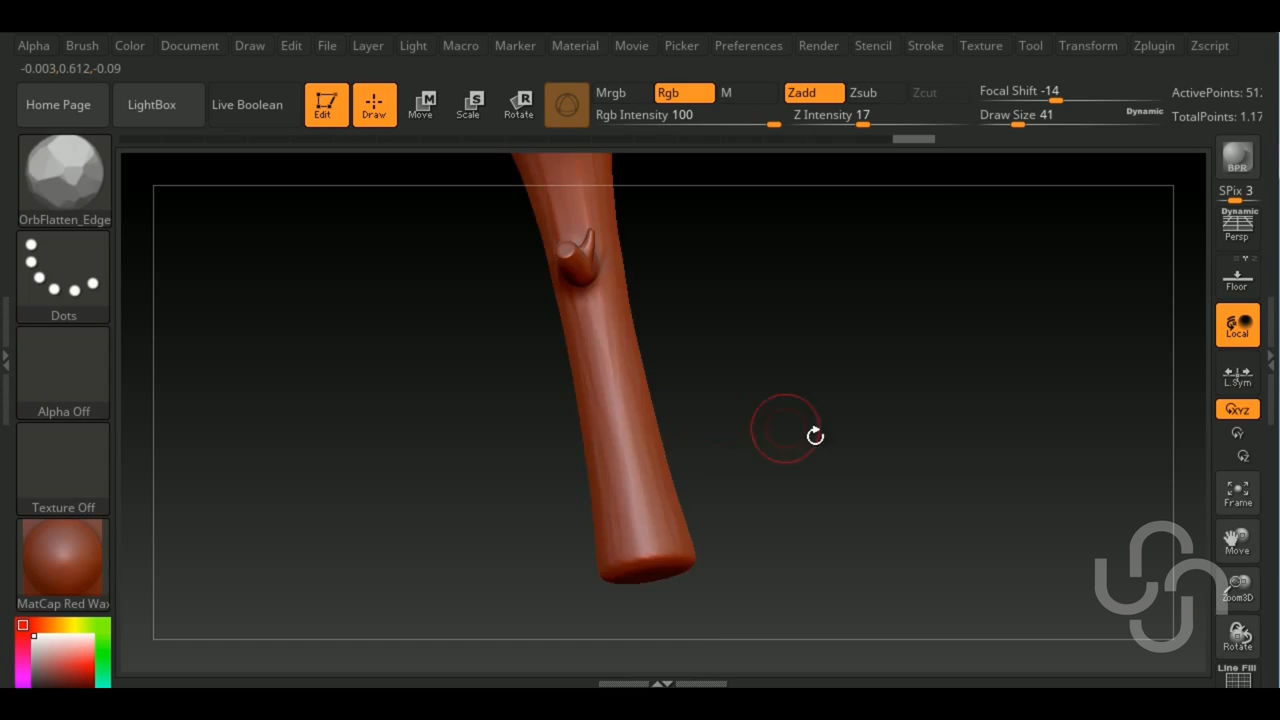 Alpha Brush Color Document Draw Edit File Layer Light Macro Marker Material Movie Picker Preferences Render Stencil Stroke Texture Tool Transform Zplugin Zscript
-0.003,0.612,-0.09
Home Page LightBox Live Boolean Edit Draw Move Scale Rotate
Mrgb Rgb M Zadd Zsub Zcut Focal Shift -14 ActivePoints: 51
Rgb Intensity 100 Z Intensity 17 Draw Size 41 Dynamic TotalPoints: 1.17
OrbFlatten_Edge
Dots
Alpha Off
Texture Off
MatCap Red Wax
BPR
SPix 3
Dynamic
Persp
Floor
Local
L.Sym
XYZ
Y
Z
Frame
Move
Zoom3D
Rotate
Line Fill